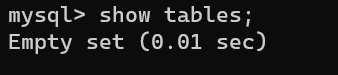 mysql> show tables;
Empty set (0.01 sec)